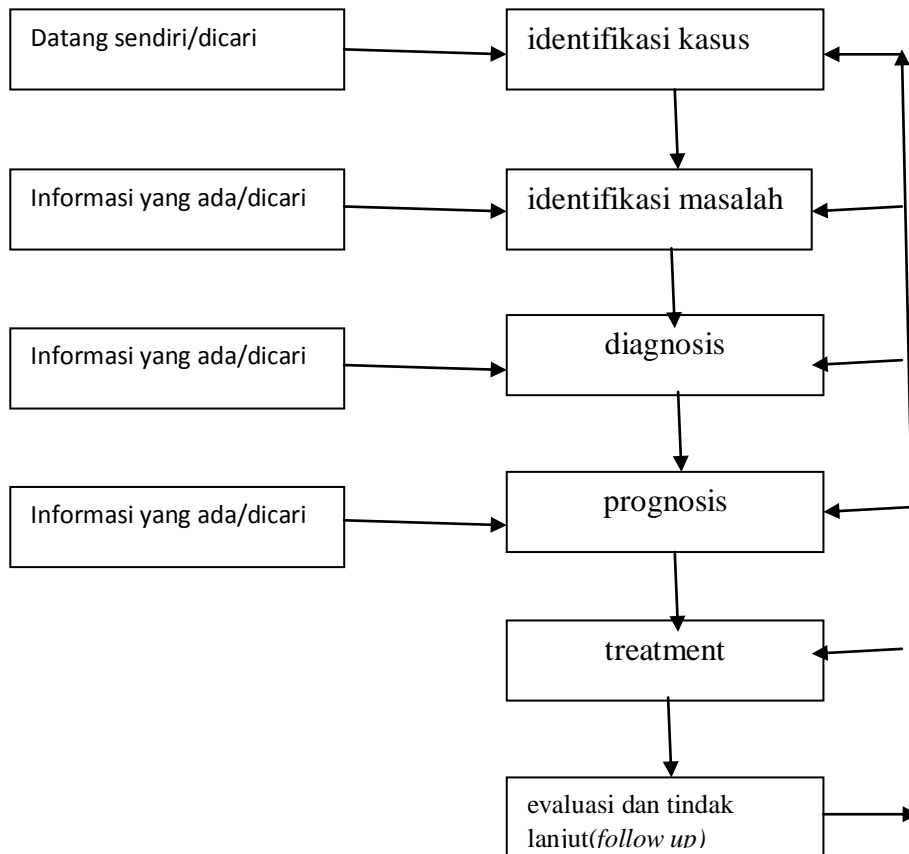 Datang sendiri/dicari
identifikasi kasus
Informasi yang ada/dicari
identifikasi masalah
Informasi yang ada/dicari
diagnosis
Informasi yang ada/dicari
prognosis
treatment
evaluasi dan tindak
lanjut(follow up)